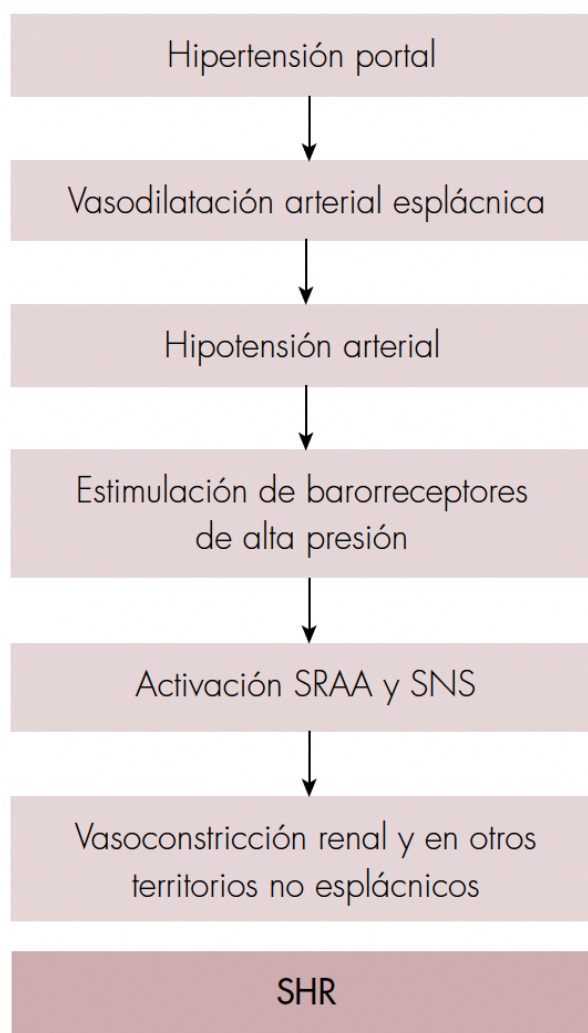 Hipertensión portal
Vasodilatación arterial esplácnica
Hipotensión arterial
Estimulación de barorreceptores
de alta presión
Activación SRAA y SNS
Vasoconstricción renal y en otros
territorios no esplácnicos
SHR